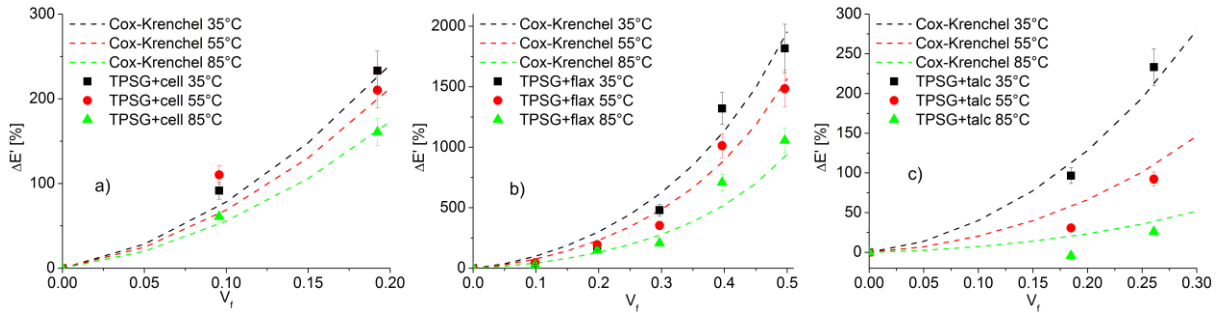 Cox-Krenchel 35°C
Cox-Krenchel 55°C
Cox-Krenchel 85°C
TPSG+cell 35°C
TPSG+cell 55°C
TPSG+cell 85°C
a)
ΔE' [%]
300
200
100
0
0.00 0.05 0.10 0.15 0.20
Vf
Cox-Krenchel 35°C
Cox-Krenchel 55°C
Cox-Krenchel 85°C
TPSG+flax 35°C
TPSG+flax 55°C
TPSG+flax 85°C
b)
ΔE' [%]
2000
1500
1000
500
0
0.0 0.1 0.2 0.3 0.4 0.5
Vf
Cox-Krenchel 35°C
Cox-Krenchel 55°C
Cox-Krenchel 85°C
TPSG+talc 35°C
TPSG+talc 55°C
TPSG+talc 85°C
c)
ΔE' [%]
300
250
200
150
100
50
0
0.00 0.05 0.10 0.15 0.20 0.25 0.30
Vf